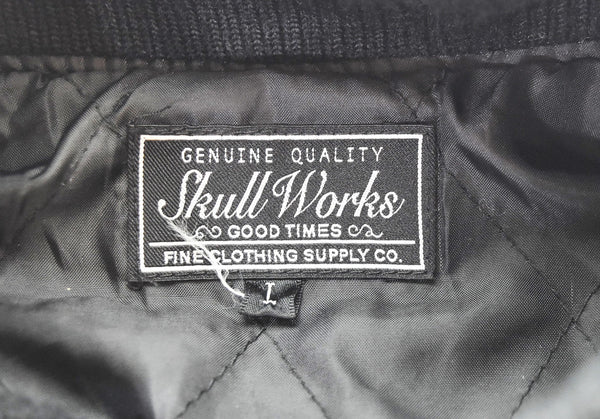 GENUINE QUALITY
Skull Works
GOOD TIMES
FINE CLOTHING SUPPLY CO.
L